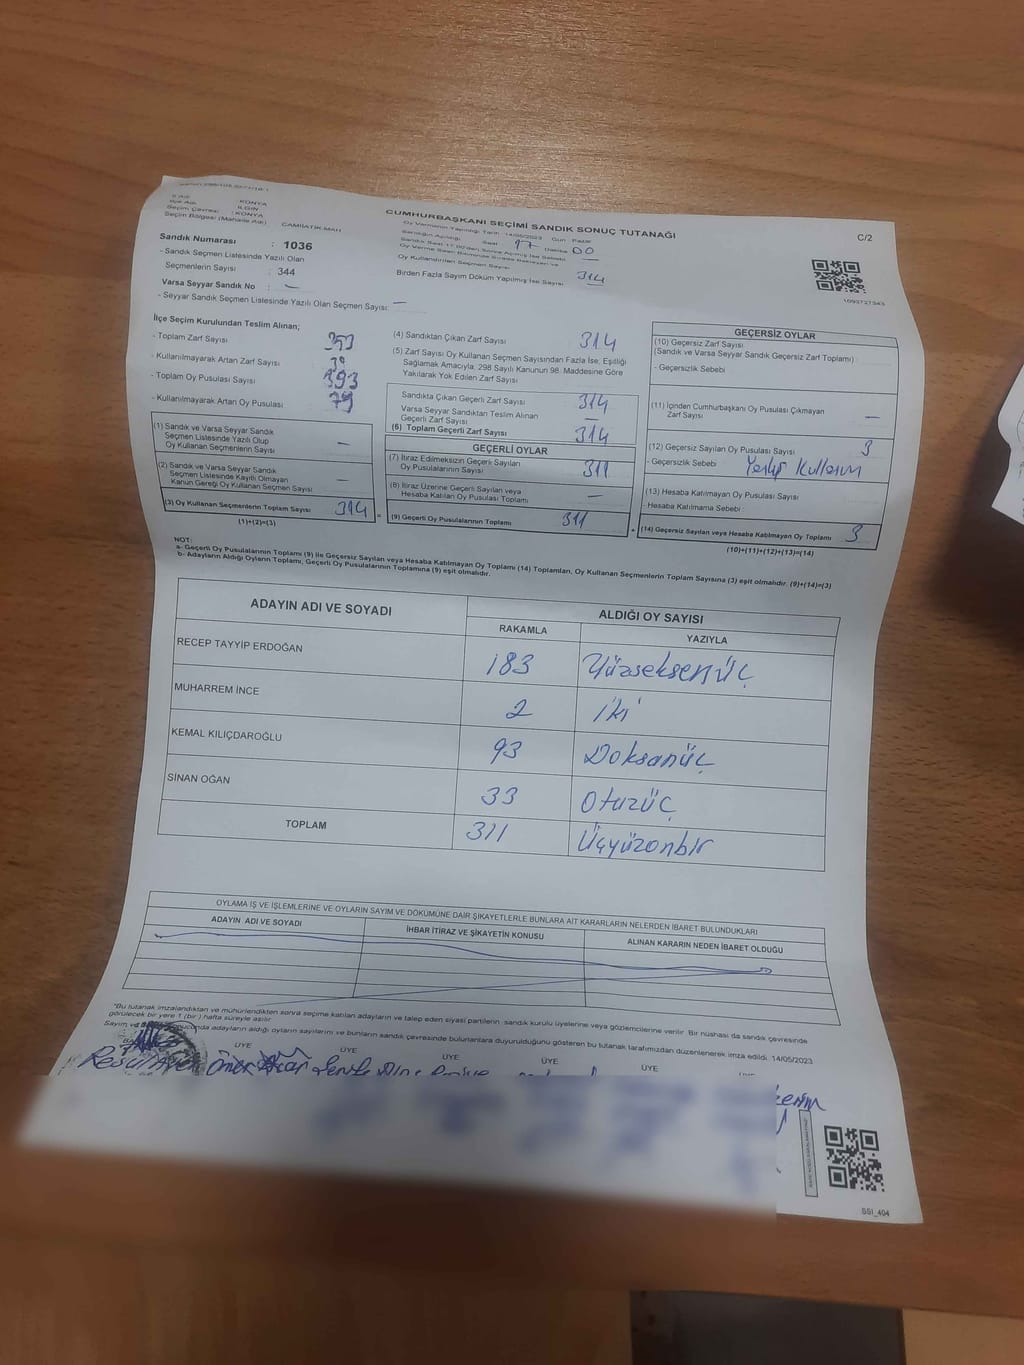 KONYA
İlçe Adı : ILGIN
Seçim Çevresi : KONYA
Seçim Bölgesi (Mahalle Adı) : CAMİİATİK MAH
CUMHURBAŞKANI SEÇİMİ SANDIK SONUÇ TUTANAĞI
C/2
Oy Vermenin Yapıldığı Tarih : 14/05/2023 Gün : Pazar
Sandığın Açıldığı Saat 17 Dakika 00
Oy Kullandırılan Seçmen Sayısı
Birden Fazla Sayım Döküm Yapılmış İse Sayısı 314
1093727343
Sandık Numarası : 1036
- Sandık Seçmen Listesinde Yazılı Olan
Seçmenlerin Sayısı : 344
Varsa Seyyar Sandık No : -
- Seyyar Sandık Seçmen Listesinde Yazılı Olan Seçmen Sayısı: -
İlçe Seçim Kurulundan Teslim Alınan;
- Toplam Zarf Sayısı
- Kullanılmayarak Artan Zarf Sayısı
- Toplam Oy Pusulası Sayısı : 393
- Kullanılmayarak Artan Oy Pusulası : 79
(1) Sandık ve Varsa Seyyar Sandık
Seçmen Listesinde Yazılı Olup
Oy Kullanan Seçmenlerin Sayısı -
(2) Sandık ve Varsa Seyyar Sandık
Seçmen Listesinde Kayıtlı Olmayan
Kanun Gereği Oy Kullanan Seçmen Sayısı -
(3) Oy Kullanan Seçmenlerin Toplam Sayısı 314
(1)+(2)=(3)
(4) Sandıktan Çıkan Zarf Sayısı 314
(5) Zarf Sayısı Oy Kullanan Seçmen Sayısından Fazla İse, Eşitliği
Sağlamak Amacıyla, 298 Sayılı Kanunun 98. Maddesine Göre
Yakılarak Yok Edilen Zarf Sayısı
Sandıkta Çıkan Geçerli Zarf Sayısı 314
Varsa Seyyar Sandıktan Teslim Alınan
Geçerli Zarf Sayısı -
(6) Toplam Geçerli Zarf Sayısı 314
GEÇERLİ OYLAR
(7) İtiraz Edilmeksizin Geçerli Sayılan
Oy Pusulalarının Sayısı 311
(8) İtiraz Üzerine Geçerli Sayılan veya
Hesaba Katılan Oy Pusulası Toplamı -
(9) Geçerli Oy Pusulalarının Toplamı 311
GEÇERSİZ OYLAR
(10) Geçersiz Zarf Sayısı
(Sandık ve Varsa Seyyar Sandık Geçersiz Zarf Toplamı)
- Geçersizlik Sebebi
(11) İçinden Cumhurbaşkanı Oy Pusulası Çıkmayan
Zarf Sayısı -
(12) Geçersiz Sayılan Oy Pusulası Sayısı 3
- Geçersizlik Sebebi
(13) Hesaba Katılmayan Oy Pusulası Sayısı
- Hesaba Katılmama Sebebi :
(14) Geçersiz Sayılan veya Hesaba Katılmayan Oy Toplamı 3
(10)+(11)+(12)+(13)=(14)
NOT:
a- Geçerli Oy Pusulalarının Toplamı (9) ile Geçersiz Sayılan veya Hesaba Katılmayan Oy Toplamı (14) Toplamları, Oy Kullanan Seçmenlerin Toplam Sayısına (3) eşit olmalıdır. (9)+(14)=(3)
b- Adayların Aldığı Oyların Toplamı, Geçerli Oy Pusulalarının Toplamına (9) eşit olmalıdır.
ADAYIN ADI VE SOYADI ALDIĞI OY SAYISI
RAKAMLA YAZIYLA
RECEP TAYYİP ERDOĞAN 183 Yüzseksenüç
MUHARREM İNCE 2 iki
KEMAL KILIÇDAROĞLU 93 Doksanüç
SİNAN OĞAN 33 Otuzüç
TOPLAM 311 Üçyüzonbir
OYLAMA İŞ VE İŞLEMLERİNE VE OYLARIN SAYIM VE DÖKÜMÜNE DAİR ŞİKAYETLERLE BUNLARA AİT KARARLARIN NELERDEN İBARET BULUNDUKLARI
ADAYIN ADI VE SOYADI İHBAR İTİRAZ VE ŞİKAYETİN KONUSU ALINAN KARARIN NEDEN İBARET OLDUĞU
*Bu tutanak imzalandıktan ve mühürlendikten sonra seçime katılan adayların ve talep eden siyasi partilerin, sandık kurulu üyelerine veya gözlemcilerine verilir. Bir nüshası da sandık çevresinde
görülecek bir yere 1 (bir) hafta süreyle asılır.
Sayım ve sonucunda adayların aldığı oyların sayılarını ve bunların sandık çevresinde bulunanlara duyurulduğunu gösteren bu tutanak tarafımızdan düzenlenerek imza edildi. 14/05/2023
ÜYE ÜYE ÜYE ÜYE ÜYE
SSI_404